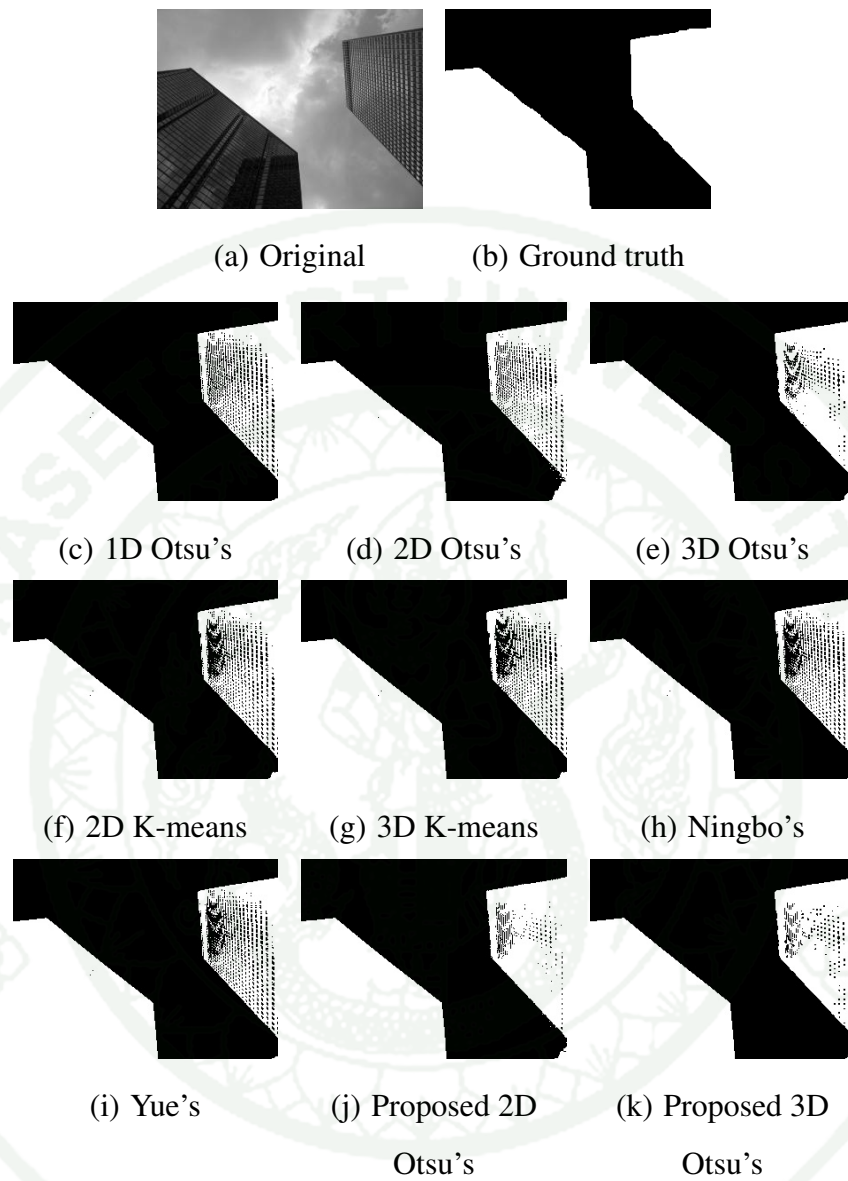 (a) Original (b) Ground truth
(c) 1D Otsu's (d) 2D Otsu's (e) 3D Otsu's
(f) 2D K-means (g) 3D K-means (h) Ningbo's
(i) Yue's (j) Proposed 2D (k) Proposed 3D
Otsu's Otsu's